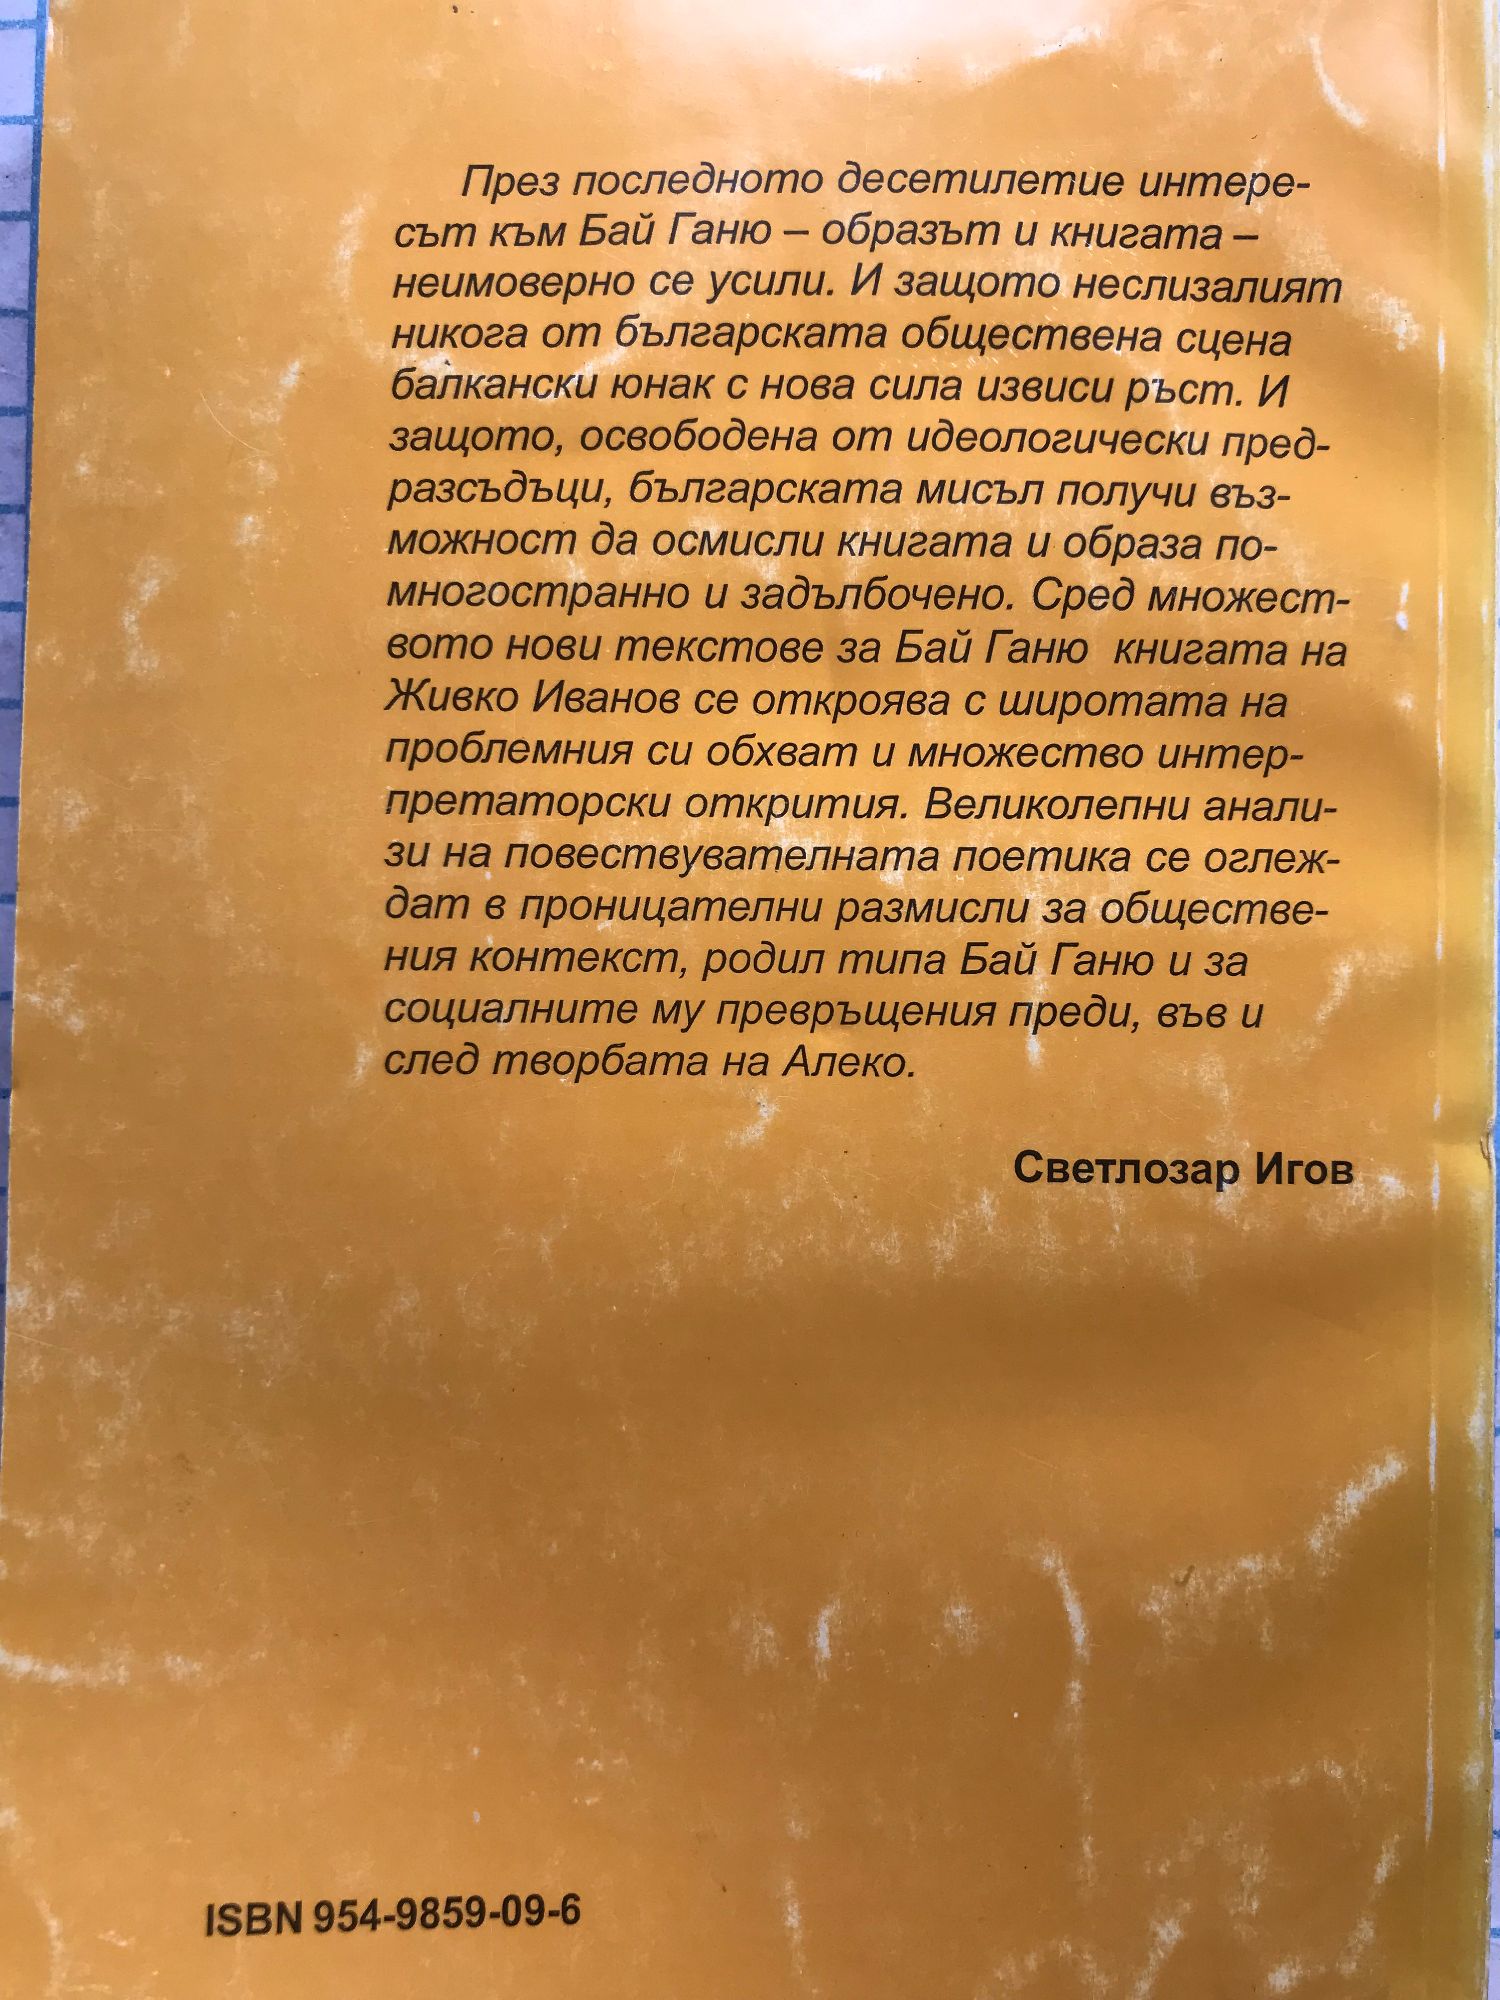 През последното десетилетие интере-
сът към Бай Ганю – образът и книгата –
неимоверно се усили. И защото неслизалият
никога от българската обществена сцена
балкански юнак с нова сила извиси ръст. И
защото, освободена от идеологически пред-
разсъдъци, българската мисъл получи въз-
можност да осмисли книгата и образа по-
многостранно и задълбочено. Сред множест-
вото нови текстове за Бай Ганю книгата на
Живко Иванов се откроява с широтата на
проблемния си обхват и множество интер-
претаторски открития. Великолепни анали-
зи на повествувателната поетика се оглеж-
дат в проницателни размисли за обществе-
ния контекст, родил типа Бай Ганю и за
социалните му превръщения преди, във и
след творбата на Алеко.
Светлозар Игов
ISBN 954-9859-09-6